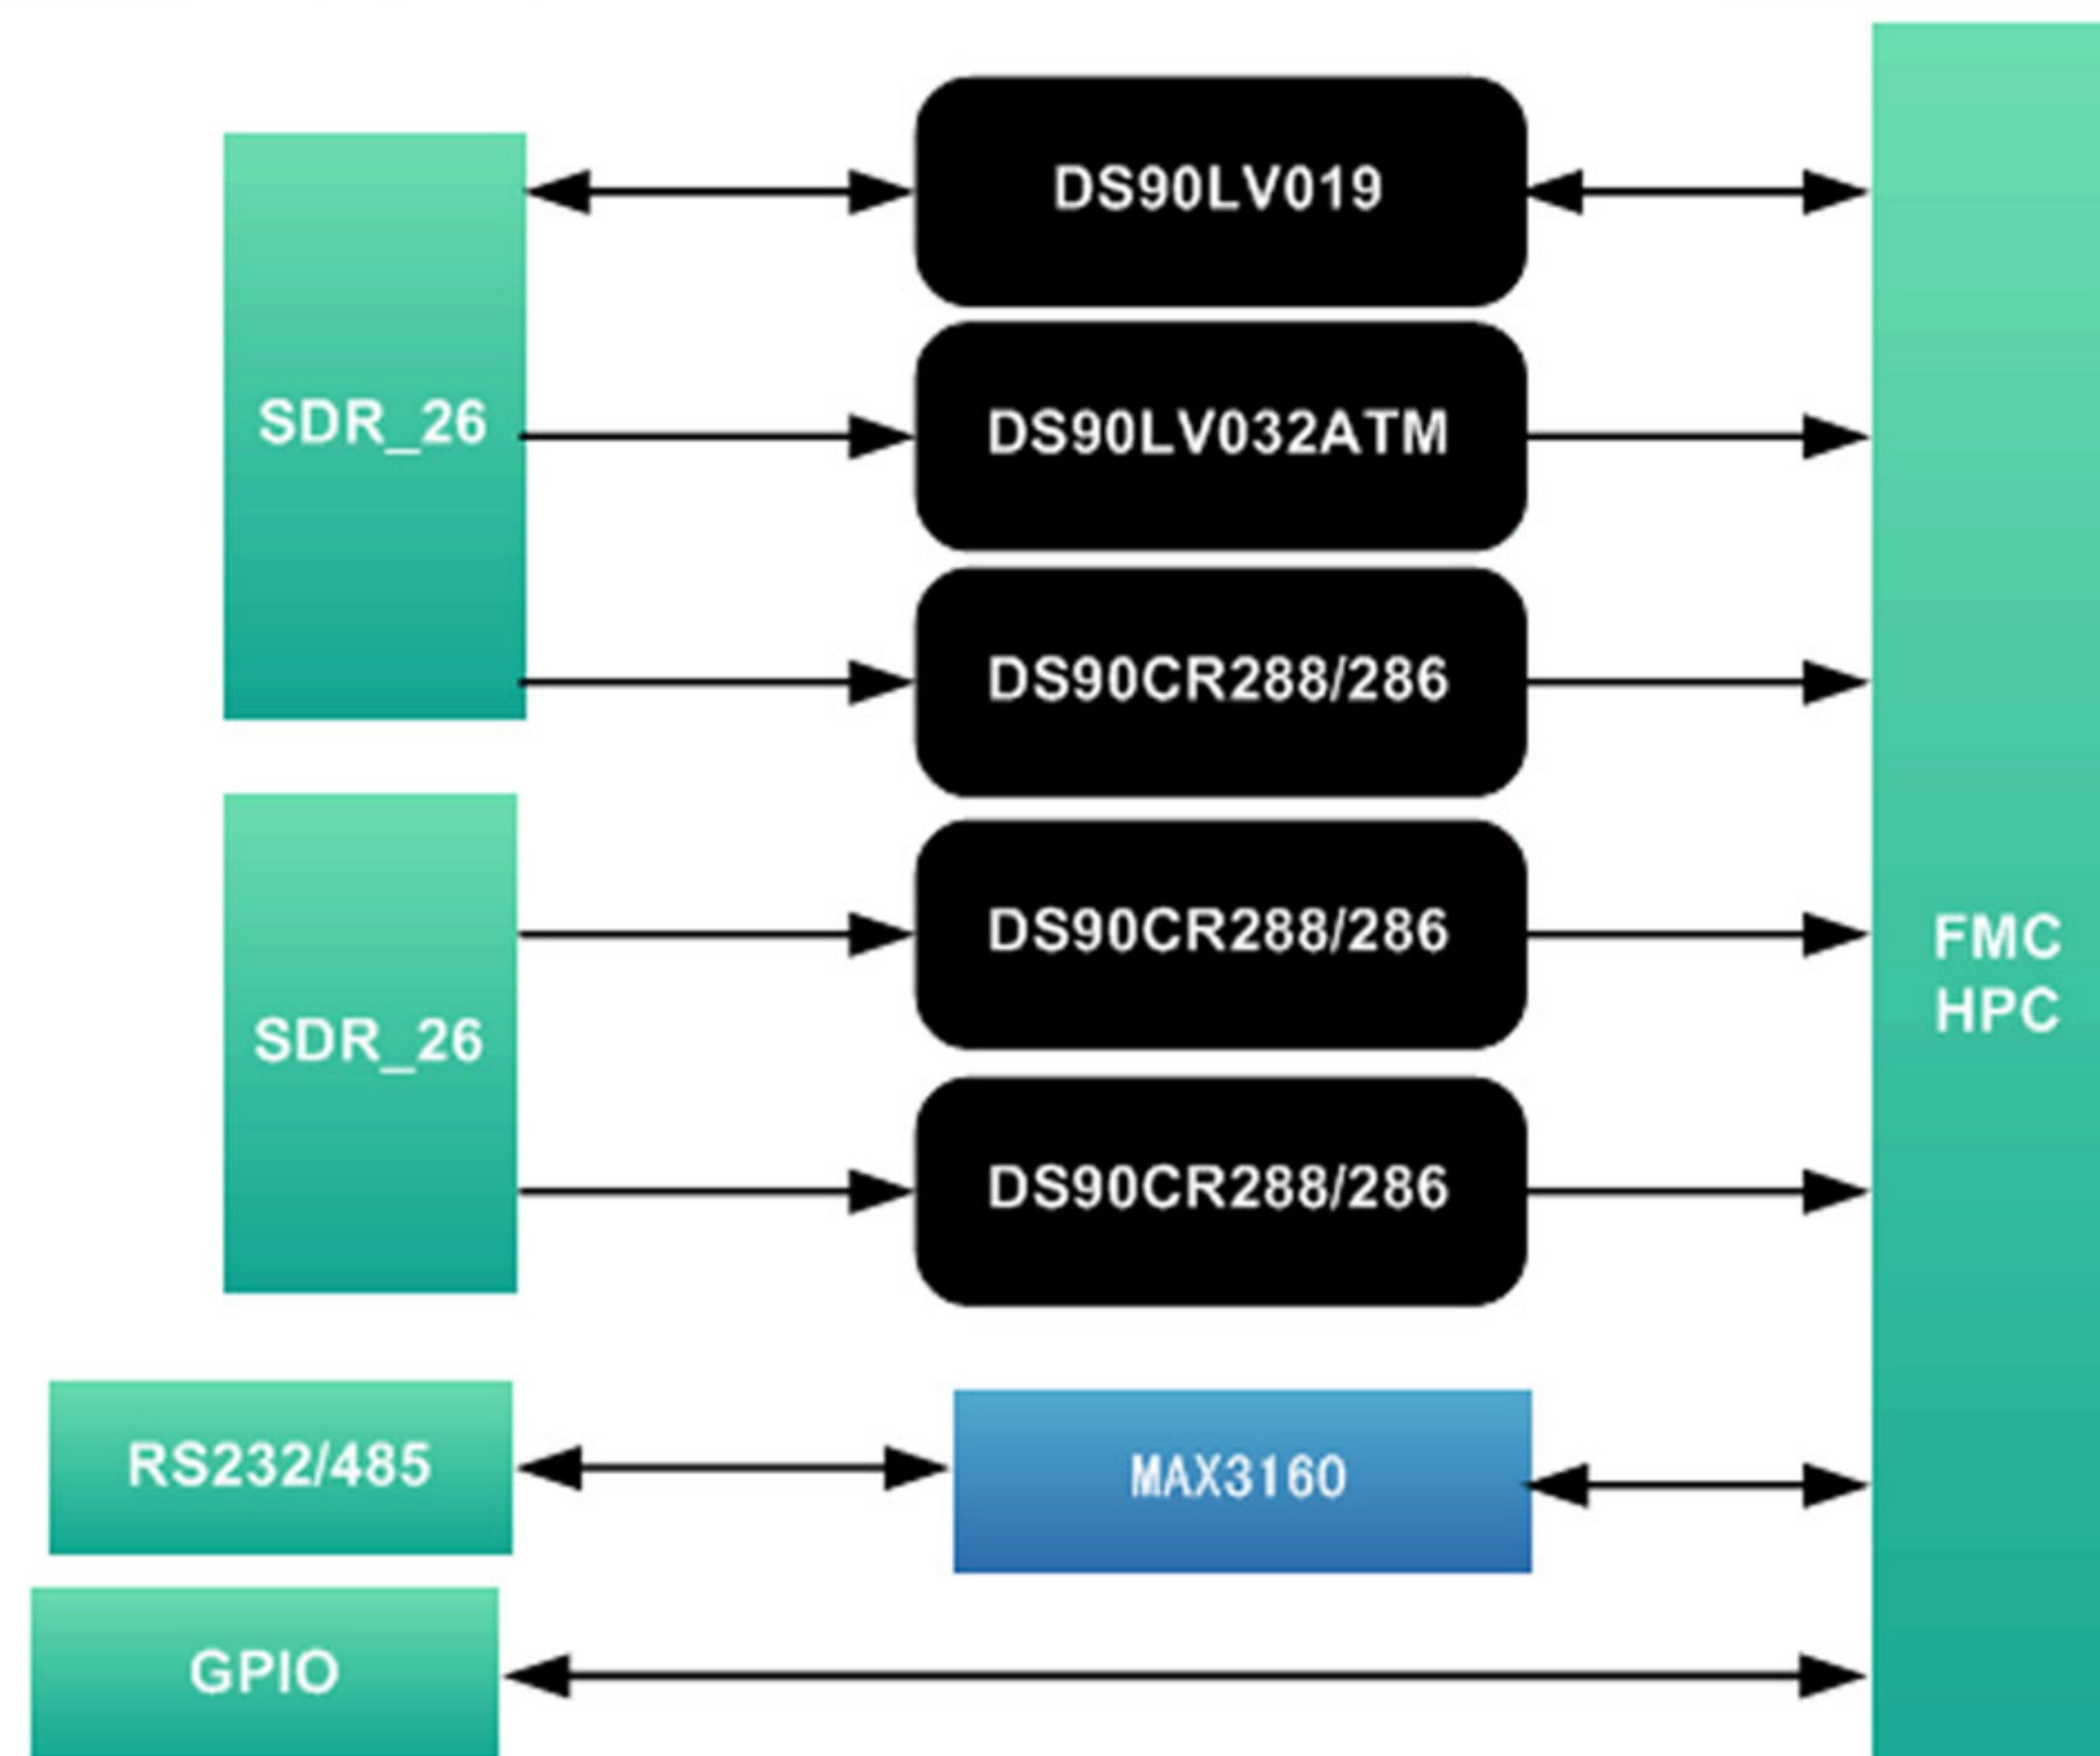 DS90LV019
SDR_26
DS90LV032ATM
DS90CR288/286
DS90CR288/286
SDR_26
DS90CR288/286
FMC
HPC
RS232/485
MAX3160
GPIO